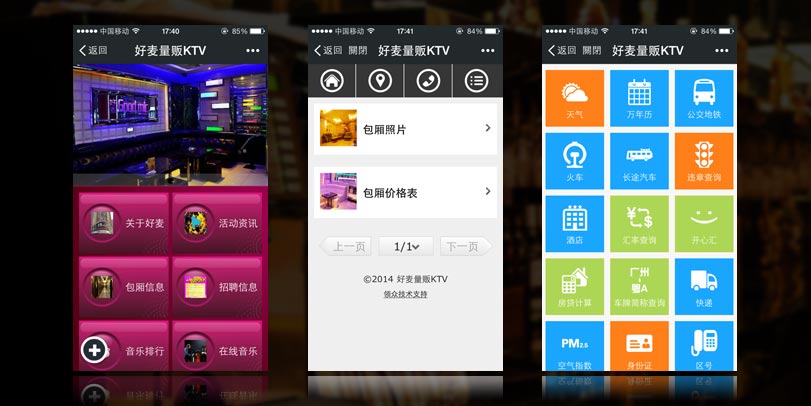 中国移动 17:40 85%
返回 好麦量贩KTV
Good mic
关于好麦 活动资讯
包厢信息 招聘信息
音乐排行 在线音乐
中国移动 17:41 84%
返回 關閉 好麦量贩KTV
包厢照片
包厢价格表
上一页 1/1 下一页
©2014 好麦量贩KTV
领众技术支持
中国移动 17:41 84%
返回 關閉 好麦量贩KTV
天气 万年历 公交地铁
火车 长途汽车 违章查询
酒店 汇率查询 开心汇
房贷计算 广州 粤A 车牌简称查询 快递
PM2.5
空气指数 身份证 区号